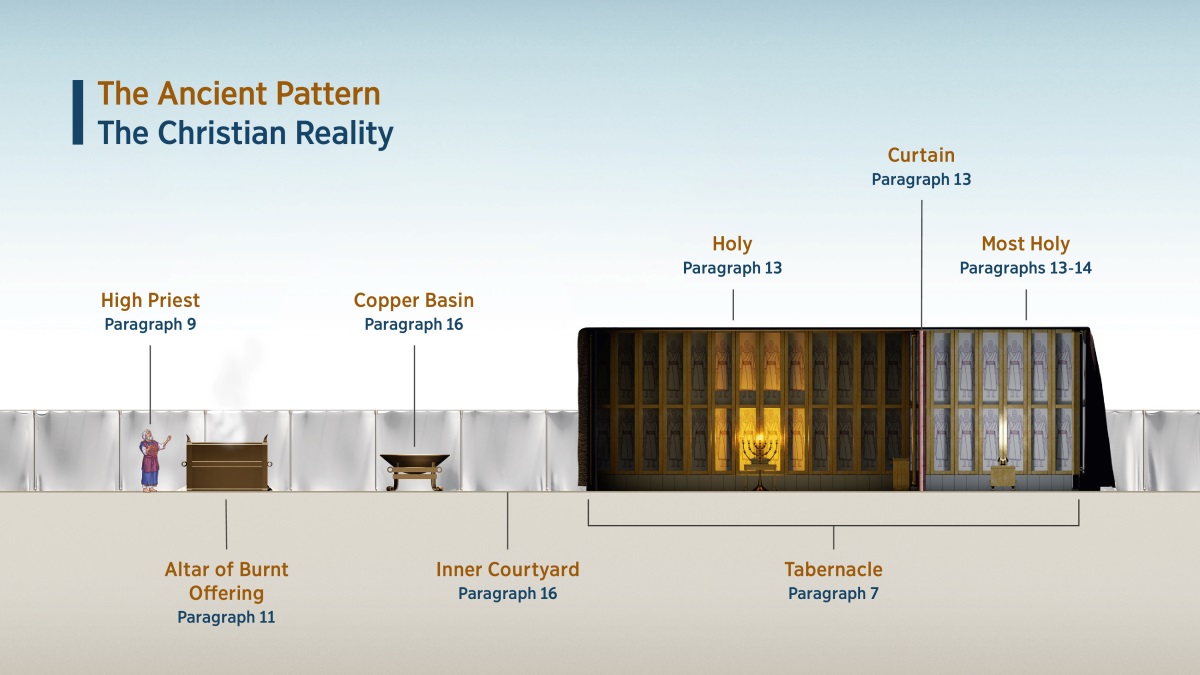 The Ancient Pattern
The Christian Reality
Curtain
Paragraph 13
Holy
Paragraph 13
Most Holy
Paragraphs 13-14
High Priest
Paragraph 9
Copper Basin
Paragraph 16
Altar of Burnt
Offering
Paragraph 11
Inner Courtyard
Paragraph 16
Tabernacle
Paragraph 7